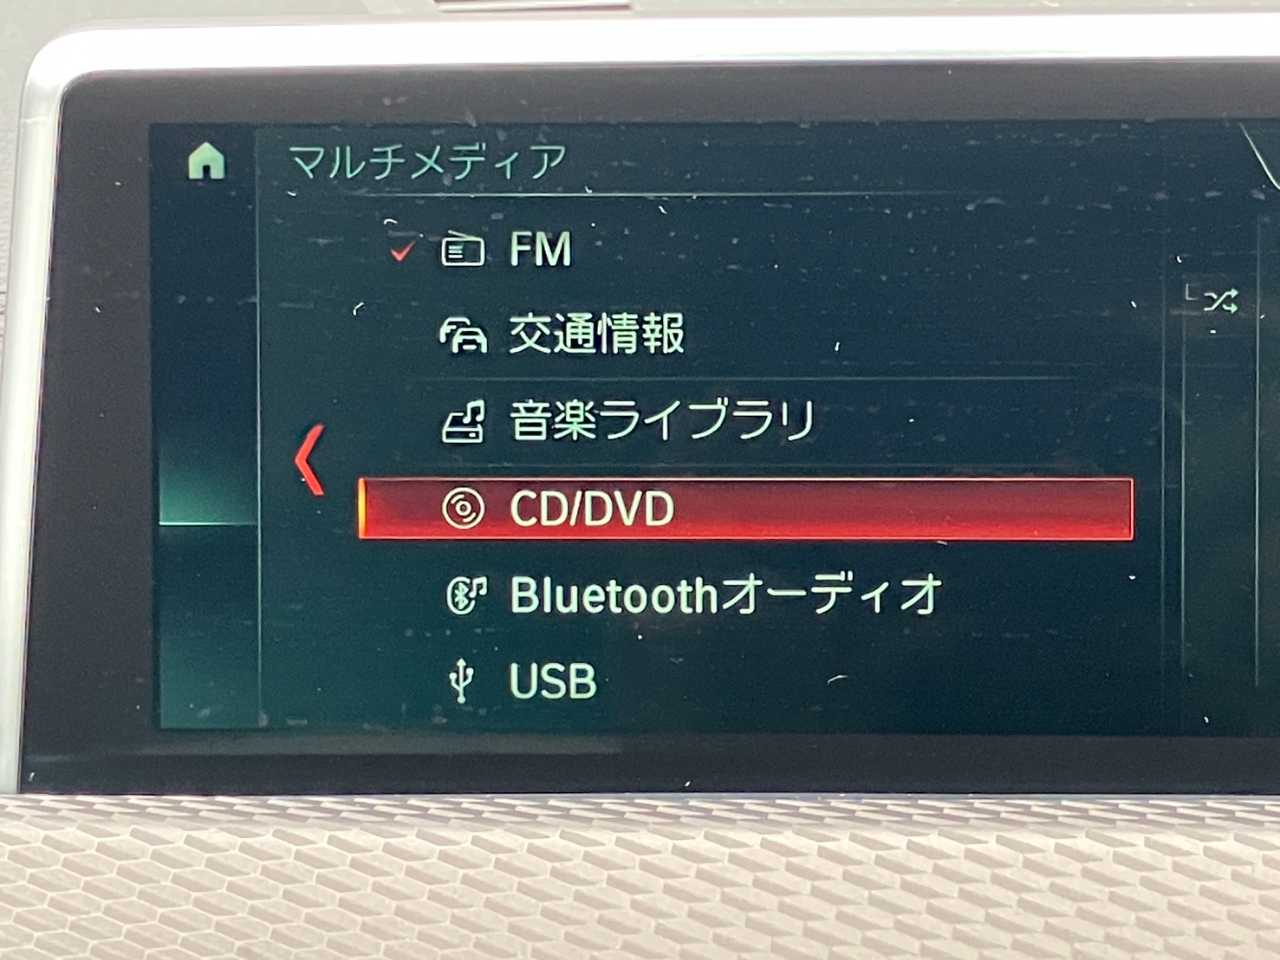 マルチメディア
FM
交通情報
音楽ライブラリ
CD/DVD
Bluetoothオーディオ
USB